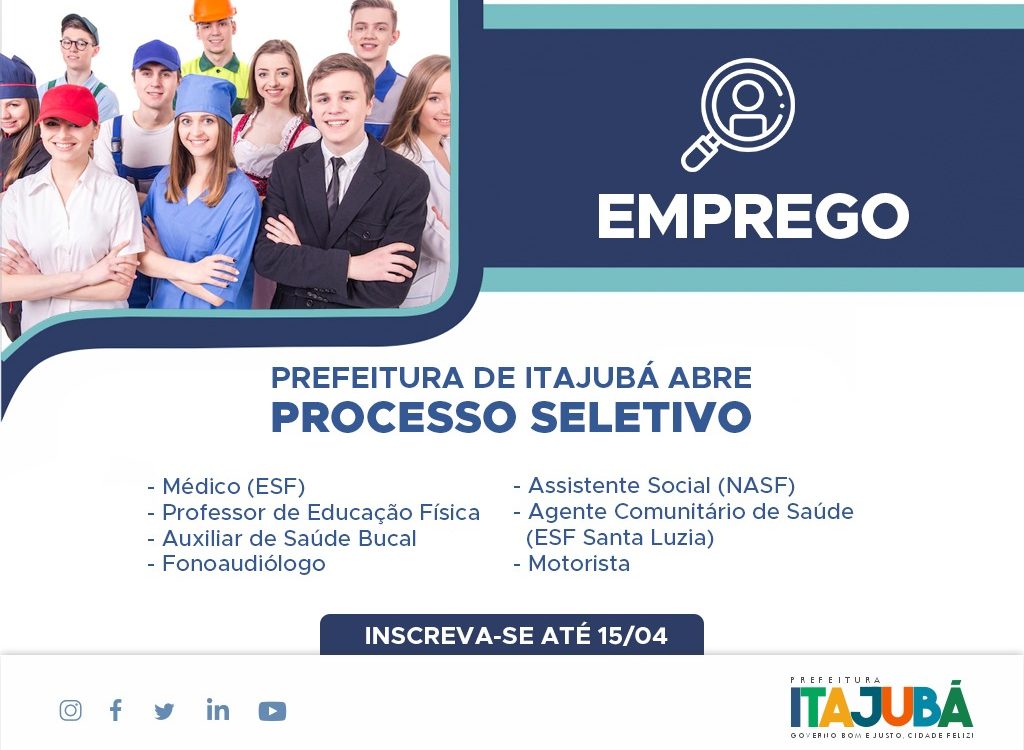 EMPREGO
PREFEITURA DE ITAJUBÁ ABRE
PROCESSO SELETIVO
- Médico (ESF)
- Professor de Educação Física
- Auxiliar de Saúde Bucal
- Fonoaudiólogo
- Assistente Social (NASF)
- Agente Comunitário de Saúde
(ESF Santa Luzia)
- Motorista
INSCREVA-SE ATÉ 15/04
PREFEITURA
ITAJUBÁ
GOVERNO BOM E JUSTO, CIDADE FELIZ!